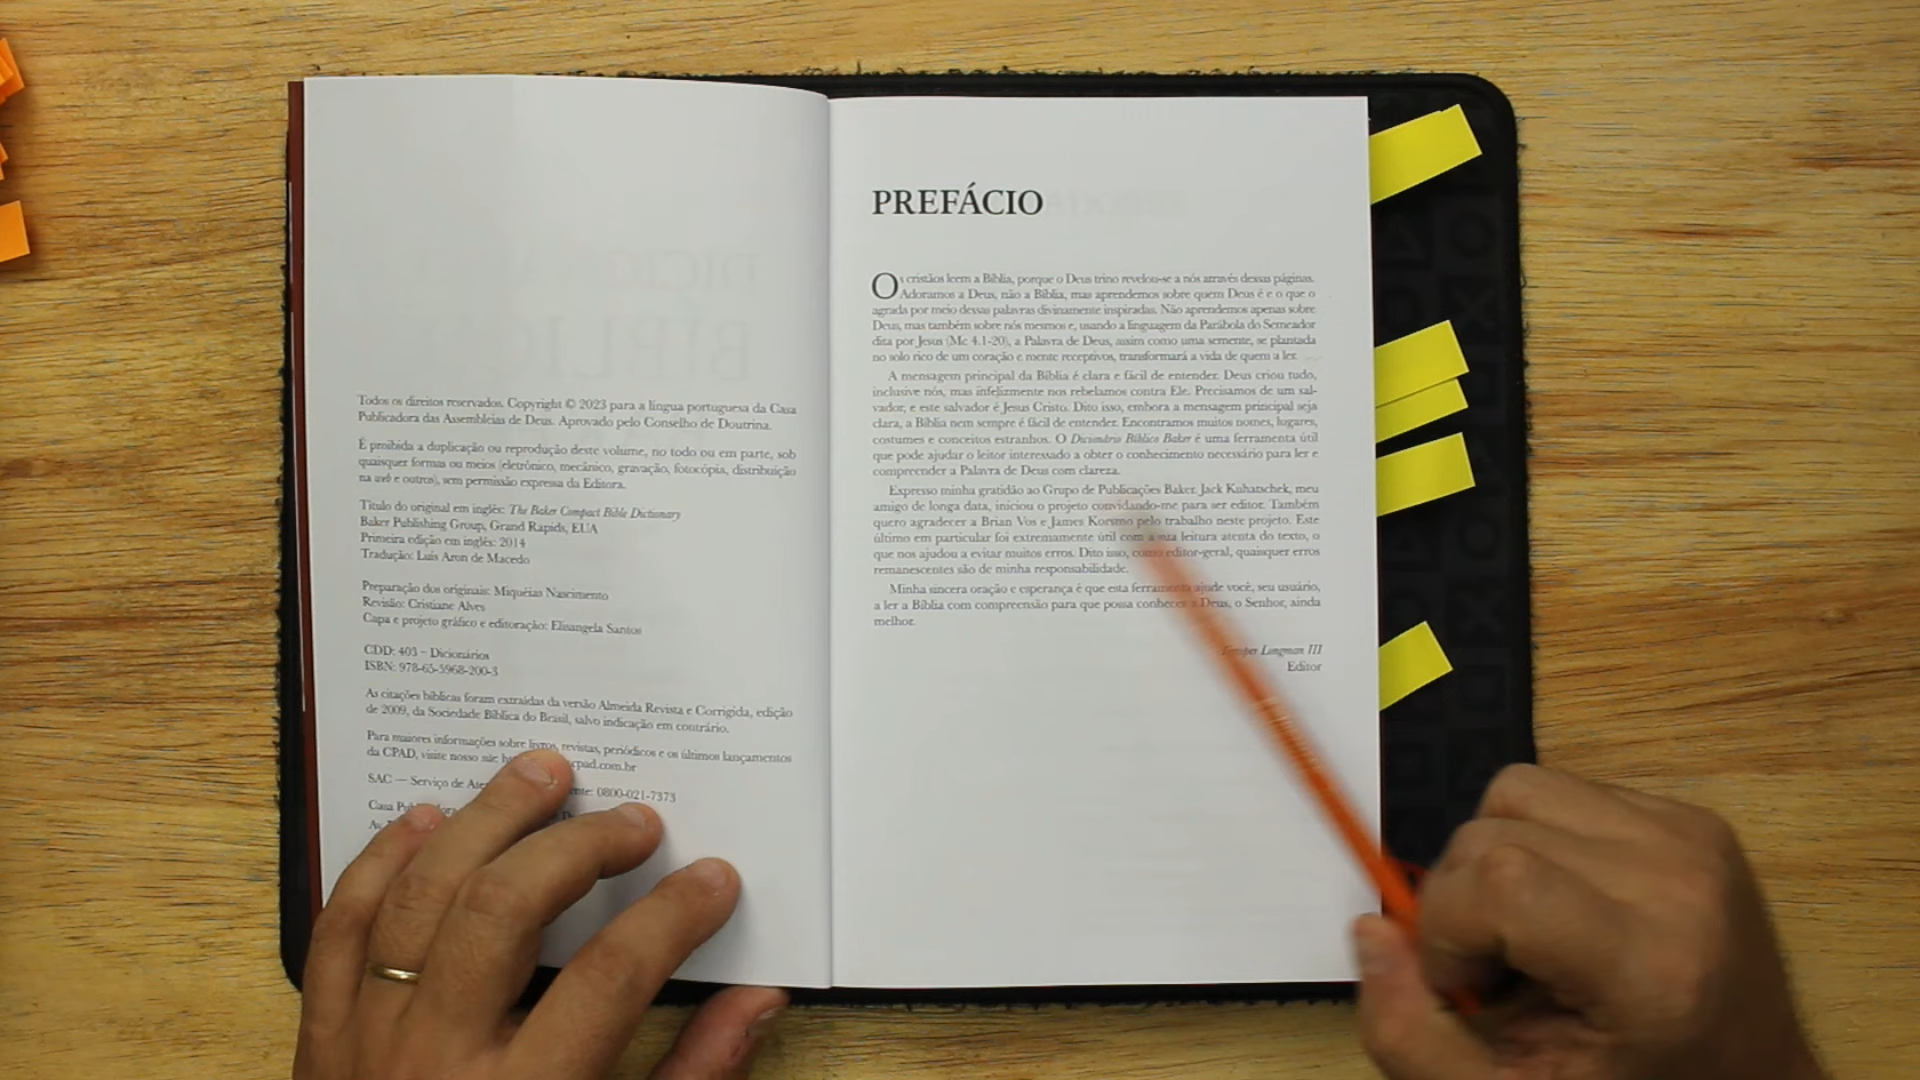 Todos os direitos reservados. Copyright © 2023 para a língua portuguesa da Casa
Publicadora das Assembleias de Deus. Aprovado pelo Conselho de Doutrina.
É proibida a duplicação ou reprodução deste volume, no todo ou em parte, sob
quaisquer formas ou meios (eletrônico, mecânico, gravação, fotocópia, distribuição
na web e outros), sem permissão expressa da Editora.
Título do original em inglês: The Baker Compact Bible Dictionary
Baker Publishing Group, Grand Rapids, EUA
Primeira edição em inglês: 2014
Tradução: Luís Aron de Macedo
Preparação dos originais: Miquéias Nascimento
Revisão: Cristiane Alves
Capa e projeto gráfico e editoração: Elisangela Santos
CDD: 403 – Dicionários
ISBN: 978-65-5968-200-3
As citações bíblicas foram extraídas da versão Almeida Revista e Corrigida, edição
de 2009, da Sociedade Bíblica do Brasil, salvo indicação em contrário.
Para maiores informações sobre livros, revistas, periódicos e os últimos lançamentos
da CPAD, visite nosso site cpad.com.br
SAC — Serviço de 0800-021-7373
Casa
Av.
PREFÁCIO
Os cristãos leem a Bíblia, porque o Deus trino revelou-se a nós através dessas páginas.
Adoramos a Deus, não a Bíblia, mas aprendemos sobre quem Deus é e o que o
agrada por meio dessas palavras divinamente inspiradas. Não aprendemos apenas sobre
Deus, mas também sobre nós mesmos e, usando a linguagem da Parábola do Semeador
dita por Jesus (Mc 4.1-20), a Palavra de Deus, assim como uma semente, se plantada
no solo rico de um coração e mente receptivos, transformará a vida de quem a ler.
A mensagem principal da Bíblia é clara e fácil de entender. Deus criou tudo,
inclusive nós, mas infelizmente nos rebelamos contra Ele. Precisamos de um sal-
vador, e este salvador é Jesus Cristo. Dito isso, embora a mensagem principal seja
clara, a Bíblia nem sempre é fácil de entender. Encontramos muitos nomes, lugares,
costumes e conceitos estranhos. O Dicionário Bíblico Baker é uma ferramenta útil
que pode ajudar o leitor interessado a obter o conhecimento necessário para ler e
compreender a Palavra de Deus com clareza.
Expresso minha gratidão ao Grupo de Publicações Baker. Jack Kuhatschek, meu
amigo de longa data, iniciou o projeto convidando-me para ser editor. Também
quero agradecer a Brian Vos e James Korsmo pelo trabalho neste projeto. Este
último em particular foi extremamente útil com a sua leitura atenta do texto, o
que nos ajudou a evitar muitos erros. Dito isso, como editor-geral, quaisquer erros
remanescentes são de minha responsabilidade.
Minha sincera oração e esperança é que esta ferramenta ajude você, seu usuário,
a ler a Bíblia com compreensão para que possa conhecer a Deus, o Senhor, ainda
melhor.
Tremper Longman III
Editor